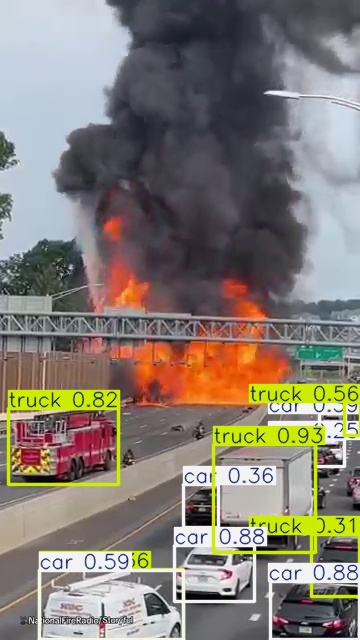 truck 0.82
truck 0.56
truck 0.93
car 0.36
truck 0.31
car 0.88
car 0.59
car 0.88
©NationalFireRadio/Storyful